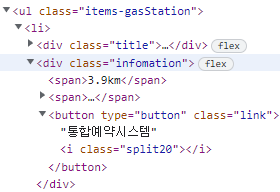 ▼<ul class="items-gasStation">
▼<li>
▶<div class="title">…</div> flex
▼<div class="infomation"> flex
<span>3.9km</span>
▶<span>…</span>
▼<button type="button" class="link">
"통합예약시스템"
<i class="split20"></i>
</button>
</div>